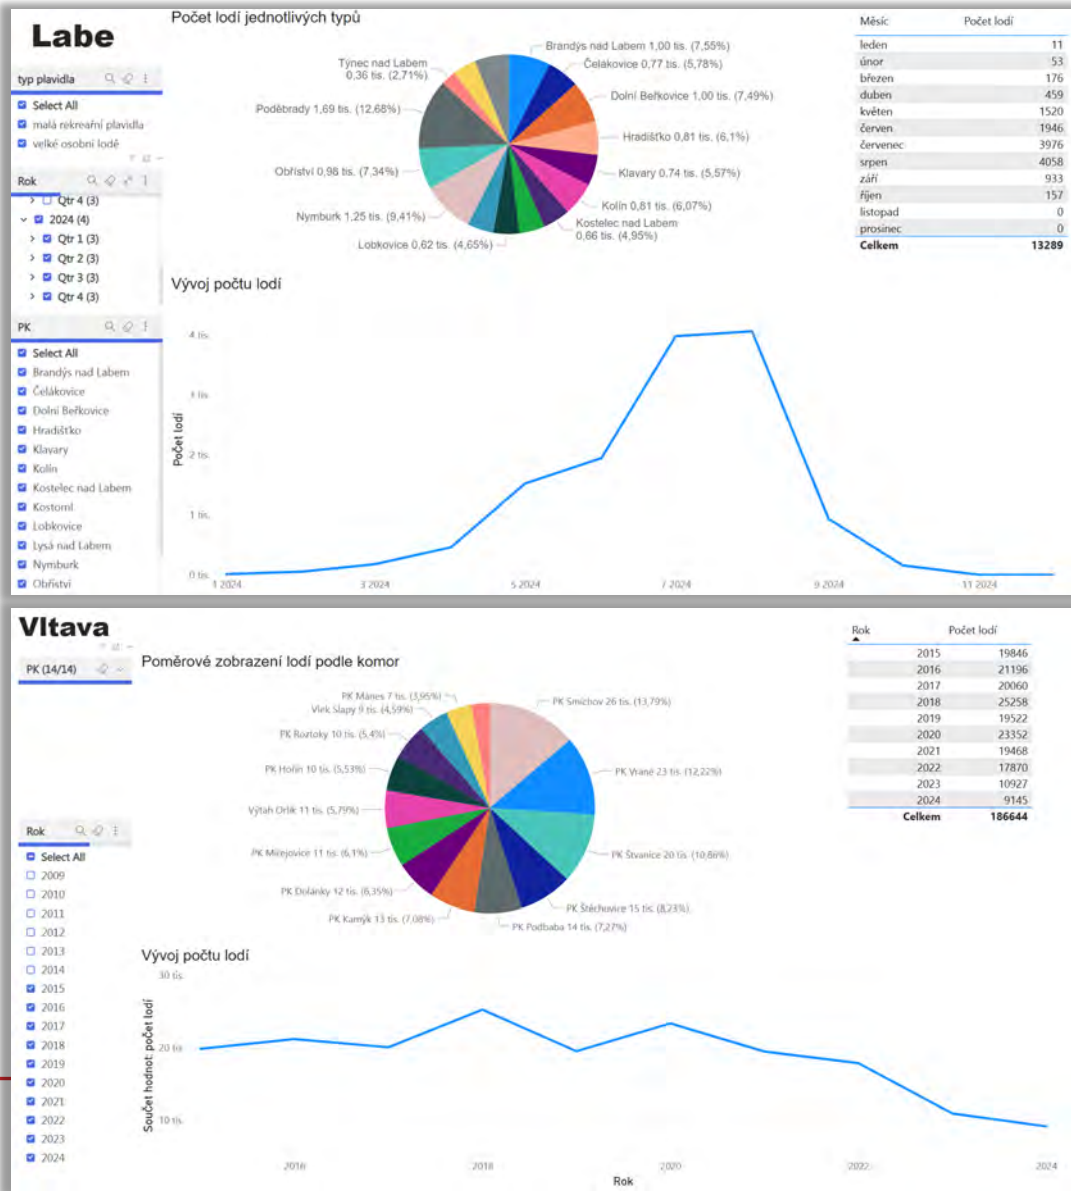 Labe
typ plavidla
Select All
malá rekreařní plavidla
velké osobní lodě
Rok
Qtr 4 (3)
2024 (4)
Qtr 1 (3)
Qtr 2 (3)
Qtr 3 (3)
Qtr 4 (3)
PK
Select All
Brandýs nad Labem
Čelákovice
Dolní Beřkovice
Hradišťko
Klavary
Kolín
Kostelec nad Labem
Kostoml
Lobkovice
Lysá nad Labem
Nymburk
Obříství
Počet lodí jednotlivých typů
Brandýs nad Labem 1,00 tis. (7,55%)
Čelákovice 0,77 tis. (5,78%)
Dolní Beřkovice 1,00 tis. (7,49%)
Hradišťko 0,81 tis. (6,1%)
Klavary 0,74 tis. (5,57%)
Kolín 0,81 tis. (6,07%)
Kostelec nad Labem
0,66 tis. (4,95%)
Lobkovice 0,62 tis. (4,65%)
Nymburk 1,25 tis. (9,41%)
Obříství 0,98 tis. (7,34%)
Poděbrady 1,69 tis. (12,68%)
Týnec nad Labem
0,36 tis. (2,71%)
Měsíc Počet lodí
leden 11
únor 53
březen 176
duben 459
květen 1520
červen 1946
červenec 3976
srpen 4058
září 933
říjen 157
listopad 0
prosinec 0
Celkem 13289
Vývoj počtu lodí
Počet lodí
4 tis.
3 tis.
2 tis.
1 tis.
0 tis.
1 2024
3 2024
5 2024
7 2024
9 2024
11 2024
Vltava
PK (14/14)
Rok
Select All
2009
2010
2011
2012
2013
2014
2015
2016
2017
2018
2019
2020
2021
2022
2023
2024
Poměrové zobrazení lodí podle komor
PK Smíchov 26 tis. (13,79%)
PK Vrané 23 tis. (12,22%)
PK Štvanice 20 tis. (10,86%)
PK Štěchovice 15 tis. (8,23%)
PK Podbaba 14 tis. (7,27%)
PK Kamýk 13 tis. (7,08%)
PK Dolánky 12 tis. (6,35%)
PK Miřejovice 11 tis. (6,1%)
Výtah Orlík 11 tis. (5,79%)
PK Hořín 10 tis. (5,53%)
PK Roztoky 10 tis. (5,4%)
Vlek Slapy 9 tis. (4,59%)
PK Mánes 7 tis. (3,95%)
Rok Počet lodí
2015 19846
2016 21196
2017 20060
2018 25258
2019 19522
2020 23352
2021 19468
2022 17870
2023 10927
2024 9145
Celkem 186644
Vývoj počtu lodí
Součet hodnot: počet lodí
30 tis.
20 tis.
10 tis.
2016
2018
2020
2022
2024
Rok